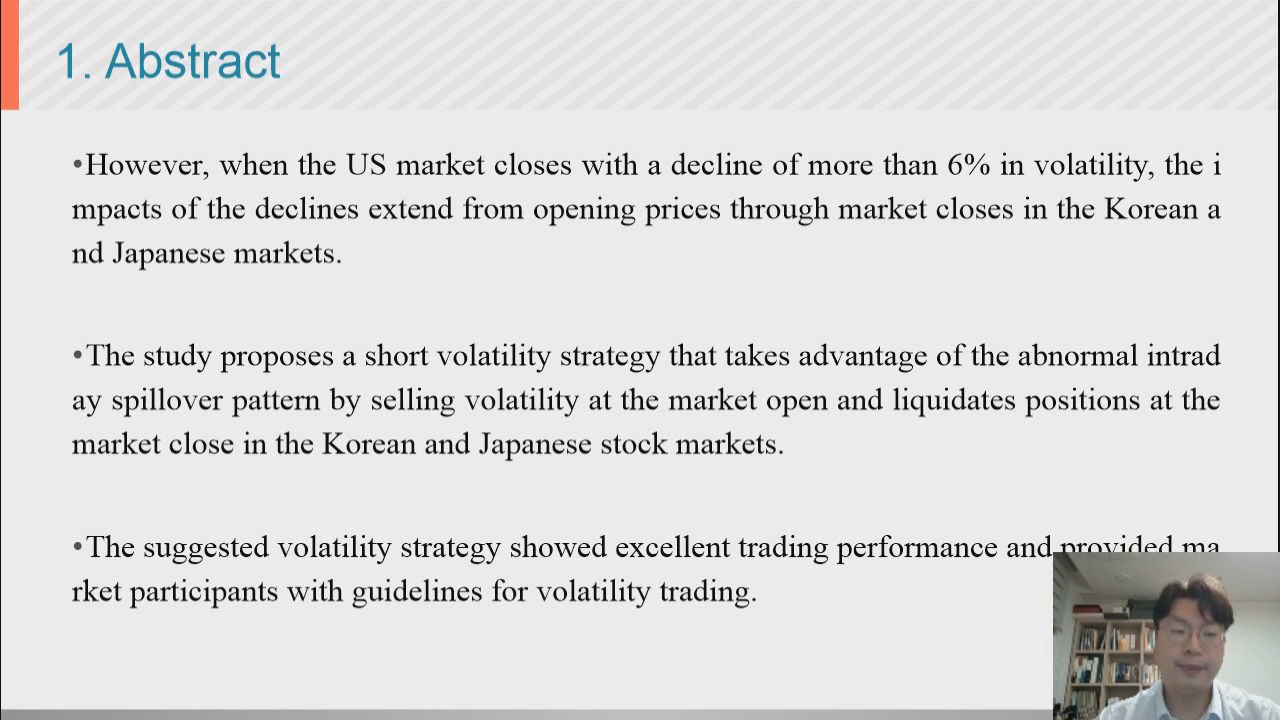 1. Abstract
•However, when the US market closes with a decline of more than 6% in volatility, the i
mpacts of the declines extend from opening prices through market closes in the Korean a
nd Japanese markets.
•The study proposes a short volatility strategy that takes advantage of the abnormal intrad
ay spillover pattern by selling volatility at the market open and liquidates positions at the
market close in the Korean and Japanese stock markets.
•The suggested volatility strategy showed excellent trading performance and provided ma
rket participants with guidelines for volatility trading.